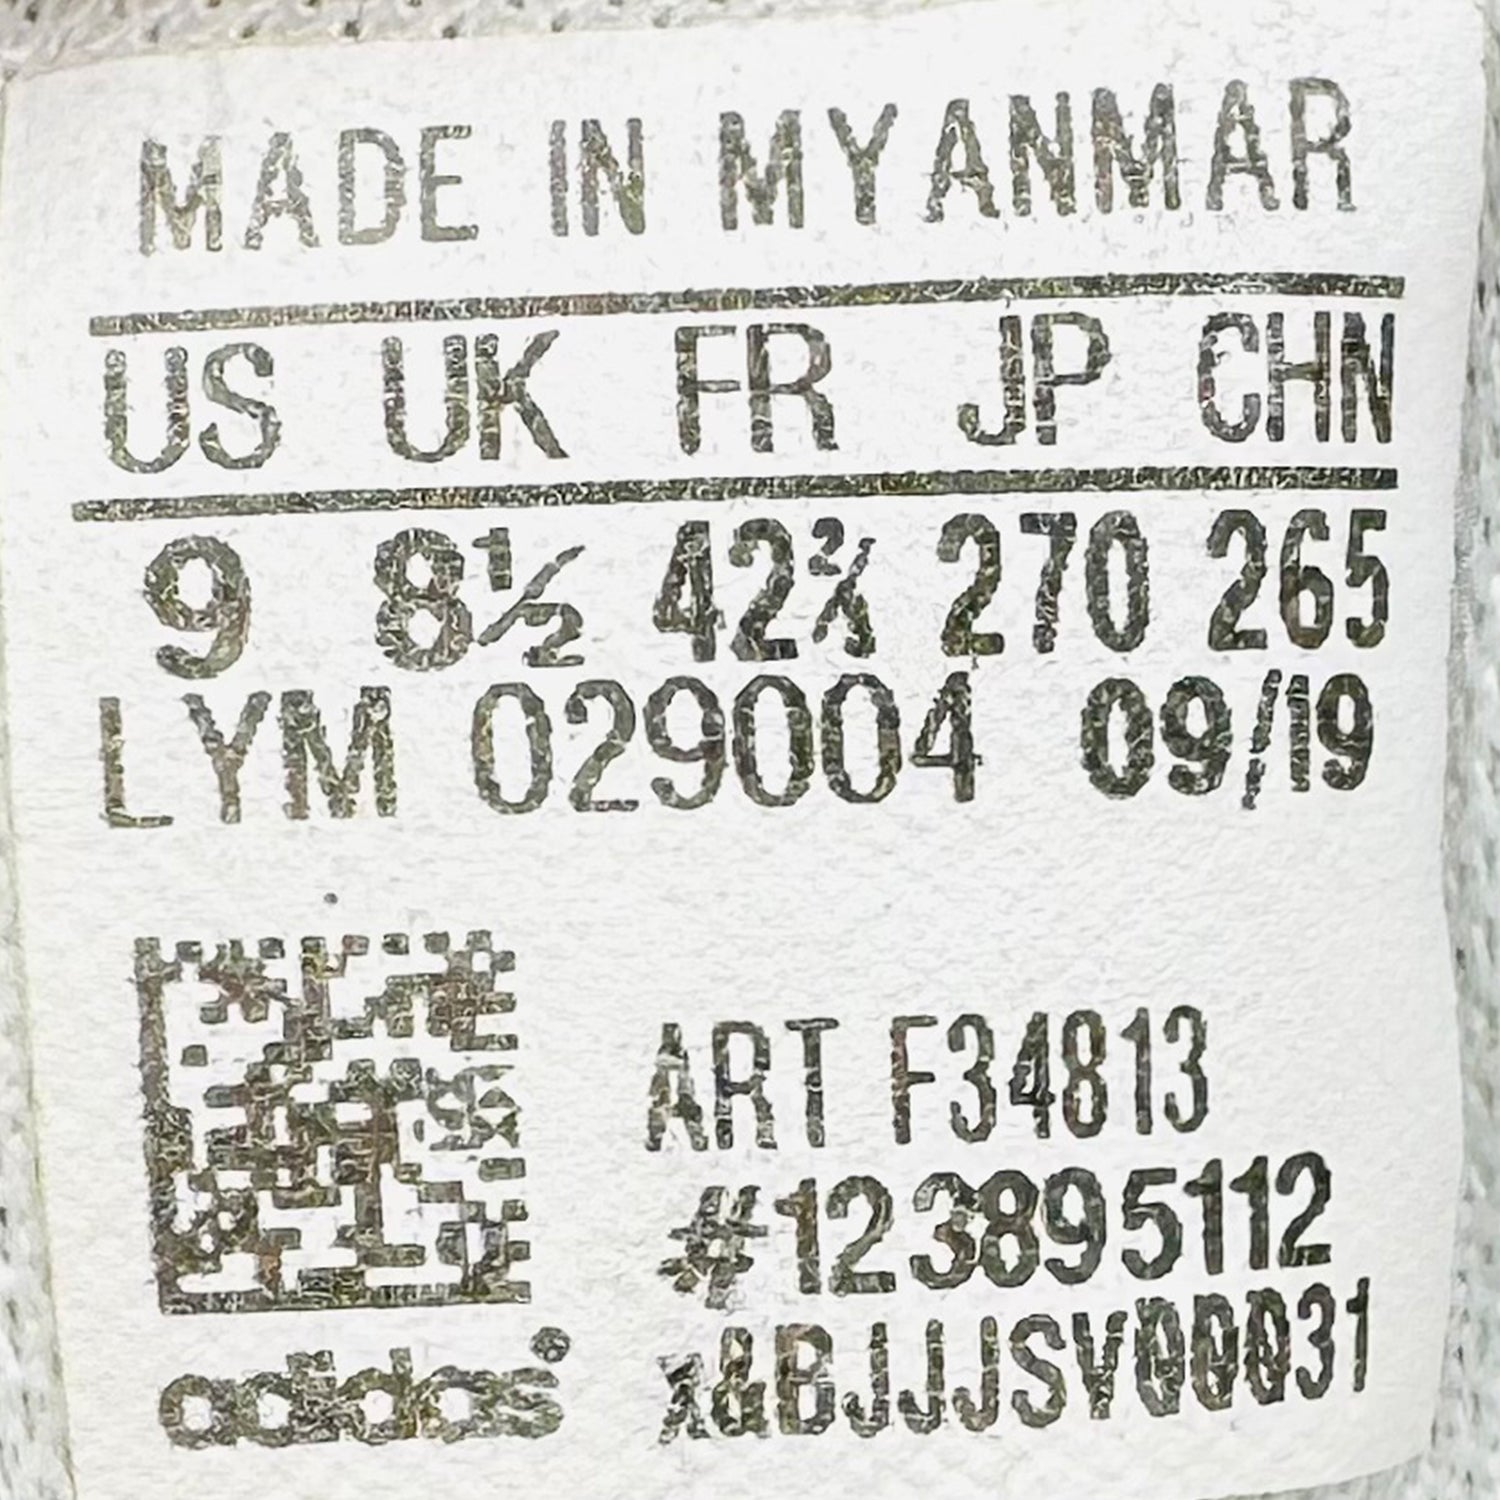 MADE IN MYANMAR
US UK FR JP CHN
9 8½ 42⅔ 270 265
LYM 029004 09/19
ART F34813
#123895112
x&BJJJSV000031
adidas